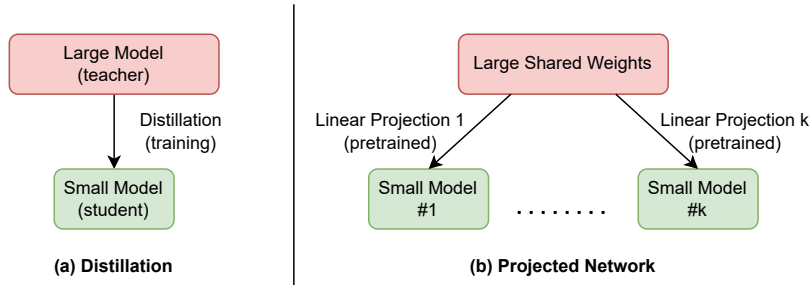 Large Model
(teacher)
Distillation
(training)
Small Model
(student)
(a) Distillation
Large Shared Weights
Linear Projection 1
(pretrained)
Linear Projection k
(pretrained)
Small Model
#1
. . . . . . . .
Small Model
#k
(b) Projected Network